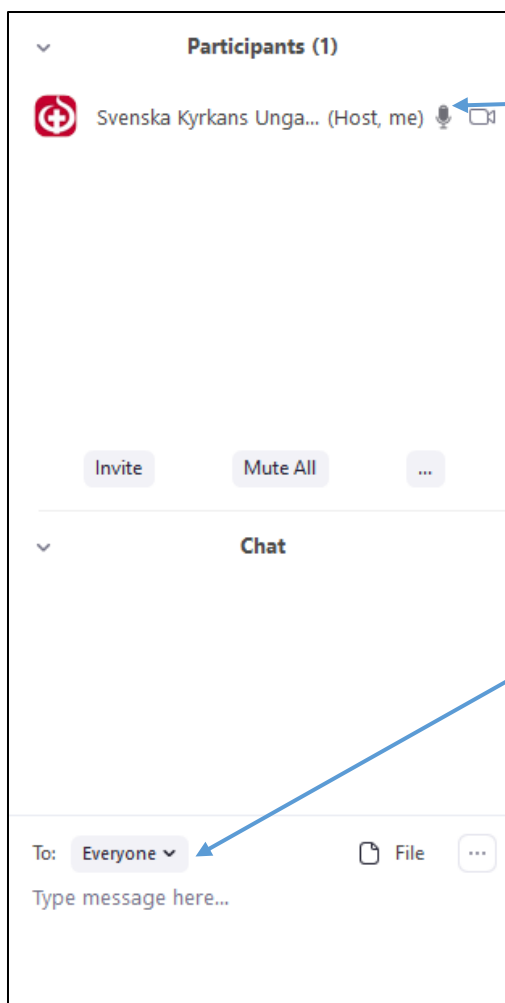 Participants (1)
Svenska Kyrkans Unga... (Host, me)
Invite Mute All ...
Chat
To: Everyone File ...
Type message here...